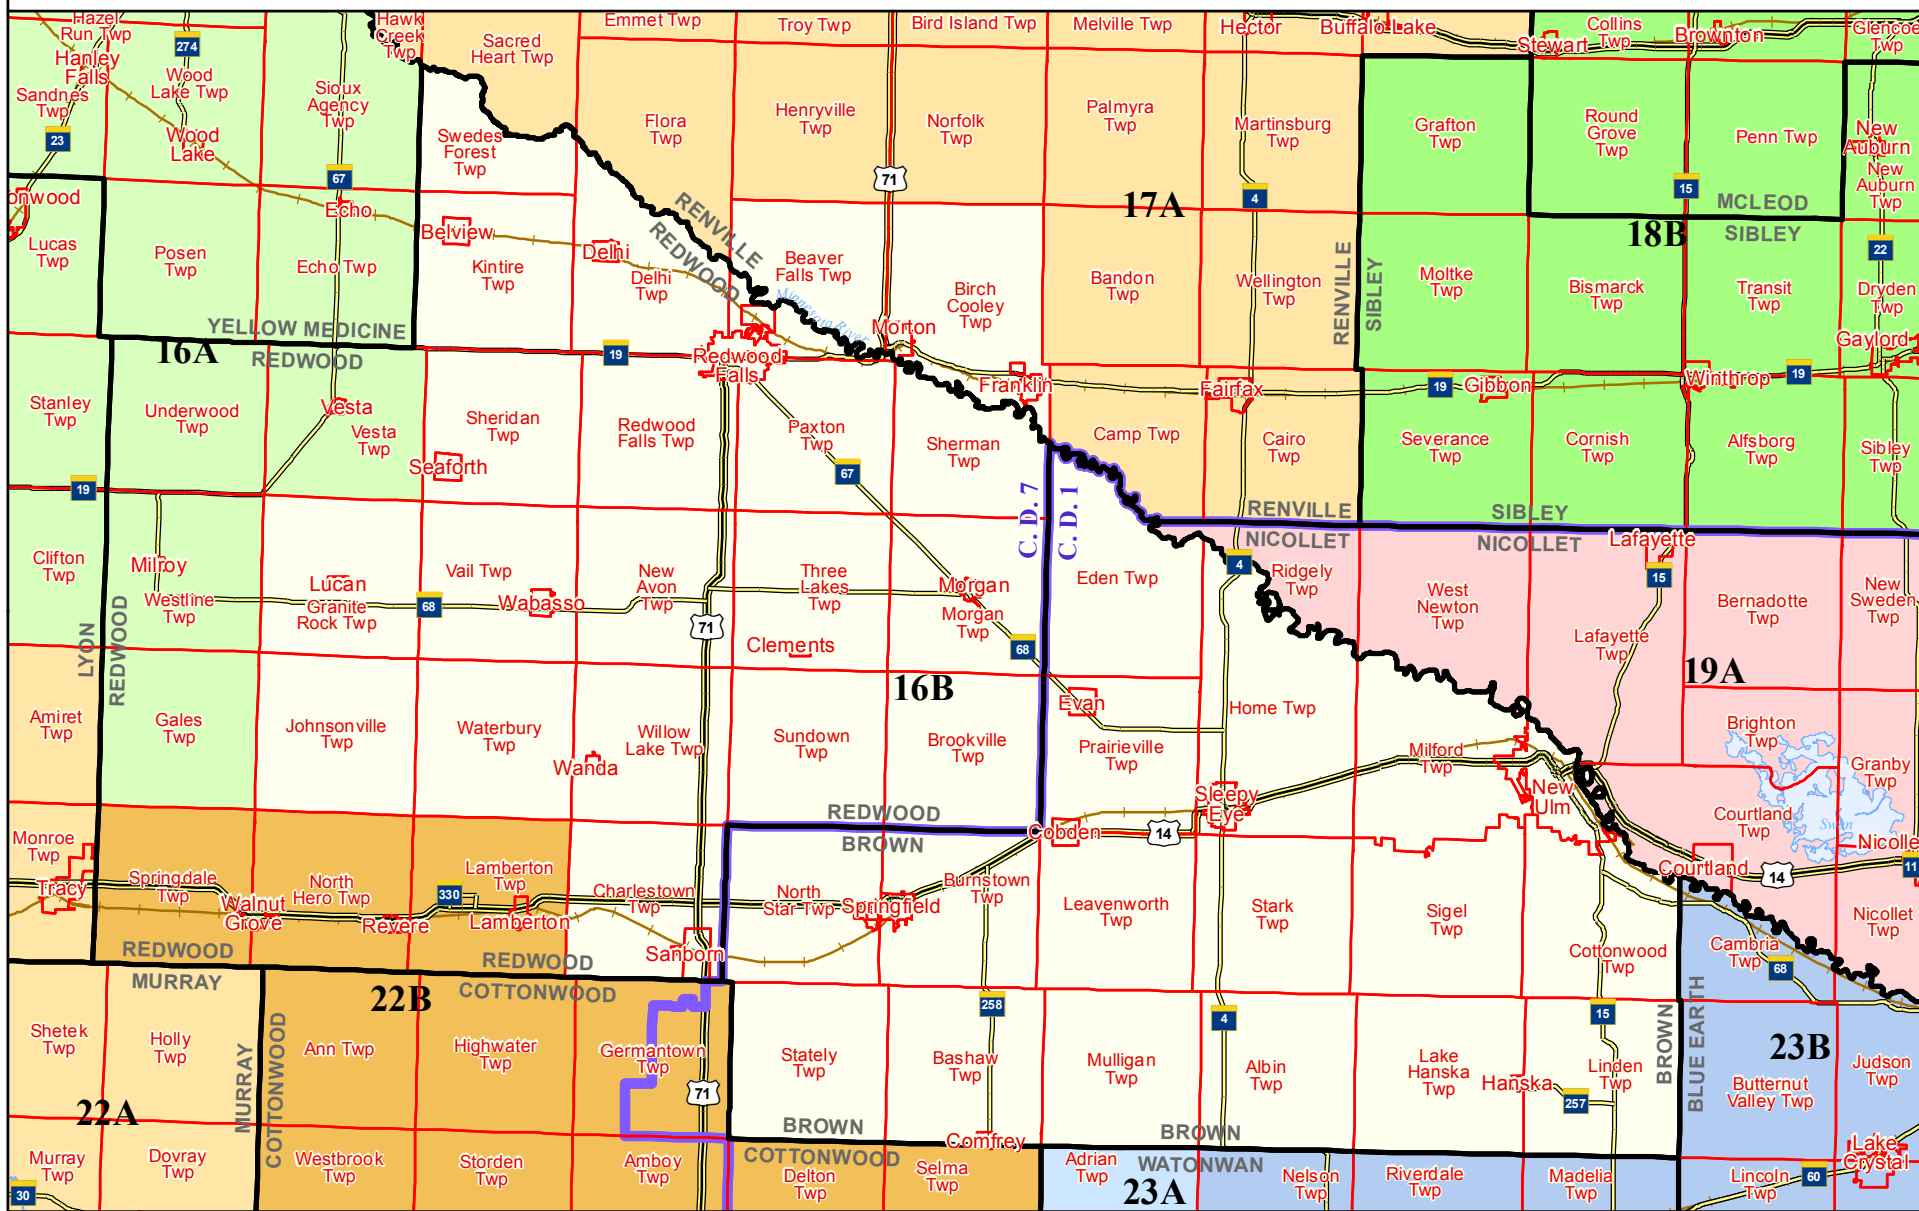 Hazel
Run Twp
Hawk
Creek
Twp
Sacred
Heart Twp
Emmet Twp
Troy Twp
Bird Island Twp
Melville Twp
Hector
Buffalo Lake
Stewart
Collins
Twp
Brownton
Glencoe
Twp
274
Hanley
Falls
Sandnes
Twp
Wood
Lake Twp
Sioux
Agency
Twp
23
Wood
Lake
Swedes
Forest
Twp
Flora
Twp
Henryville
Twp
Norfolk
Twp
Palmyra
Twp
Martinsburg
Twp
Grafton
Twp
Round
Grove
Twp
Penn Twp
New
Auburn
New
Auburn
Twp
67
71
4
15
17A
MCLEOD
SIBLEY
18B
onwood
Lucas
Twp
Posen
Twp
Echo
Echo Twp
Belview
Kintire
Twp
Delhi
Delhi
Twp
RENVILLE
REDWOOD
Beaver
Falls Twp
Minnesota River
Birch
Cooley
Twp
Bandon
Twp
Wellington
Twp
RENVILLE
SIBLEY
Moltke
Twp
Bismarck
Twp
Transit
Twp
22
Dryden
Twp
Gaylord
YELLOW MEDICINE
16A
REDWOOD
19
Redwood
Falls
Morton
Franklin
Fairfax
19
Gibbon
Winthrop
19
Stanley
Twp
Underwood
Twp
Vesta
Vesta
Twp
Sheridan
Twp
Seaforth
Redwood
Falls Twp
Paxton
Twp
Sherman
Twp
Camp Twp
Cairo
Twp
Severance
Twp
Cornish
Twp
Alfsborg
Twp
Sibley
Twp
19
67
C. D. 7
C. D. 1
RENVILLE
NICOLLET
SIBLEY
NICOLLET
Lafayette
Clifton
Twp
Milroy
Westline
Twp
Lucan
Granite
Rock Twp
68
Vail Twp
Wabasso
New
Avon
Twp
71
Three
Lakes
Twp
Morgan
Morgan
Twp
68
Clements
Eden Twp
4
Ridgely
Twp
West
Newton
Twp
15
Lafayette
Twp
Bernadotte
Twp
New
Sweden
Twp
LYON
REDWOOD
16B
19A
Amiret
Twp
Gales
Twp
Johnsonville
Twp
Waterbury
Twp
Willow
Lake Twp
Wanda
Sundown
Twp
Brookville
Twp
Evan
Prairieville
Twp
Home Twp
Milford
Twp
Brighton
Twp
Granby
Twp
Sleepy
Eye
New
Ulm
Courtland
Twp
Swan
REDWOOD
BROWN
Cobden
14
Monroe
Twp
Tracy
Springdale
Twp
Walnut
Grove
North
Hero Twp
Revere
330
Lamberton
Twp
Lamberton
Charlestown
Twp
Sanborn
North
Star Twp
Springfield
Burnstown
Twp
Leavenworth
Twp
Stark
Twp
Sigel
Twp
Cottonwood
Twp
Courtland
14
Nicolle
11
Nicollet
Twp
Cambria
Twp
68
REDWOOD
MURRAY
REDWOOD
COTTONWOOD
22B
258
4
15
Shetek
Twp
Holly
Twp
MURRAY
COTTONWOOD
Ann Twp
Highwater
Twp
Germantown
Twp
71
Stately
Twp
Bashaw
Twp
Mulligan
Twp
Albin
Twp
Lake
Hanska
Twp
Hanska
257
Linden
Twp
BROWN
BLUE EARTH
23B
Butternut
Valley Twp
Judson
Twp
22A
BROWN
COTTONWOOD
Comfrey
BROWN
WATONWAN
23A
Murray
Twp
30
Dovray
Twp
Westbrook
Twp
Storden
Twp
Amboy
Twp
Delton
Twp
Selma
Twp
Adrian
Twp
Nelson
Twp
Riverdale
Twp
Madelia
Twp
Lincoln
Twp
60
Lake
Crystal